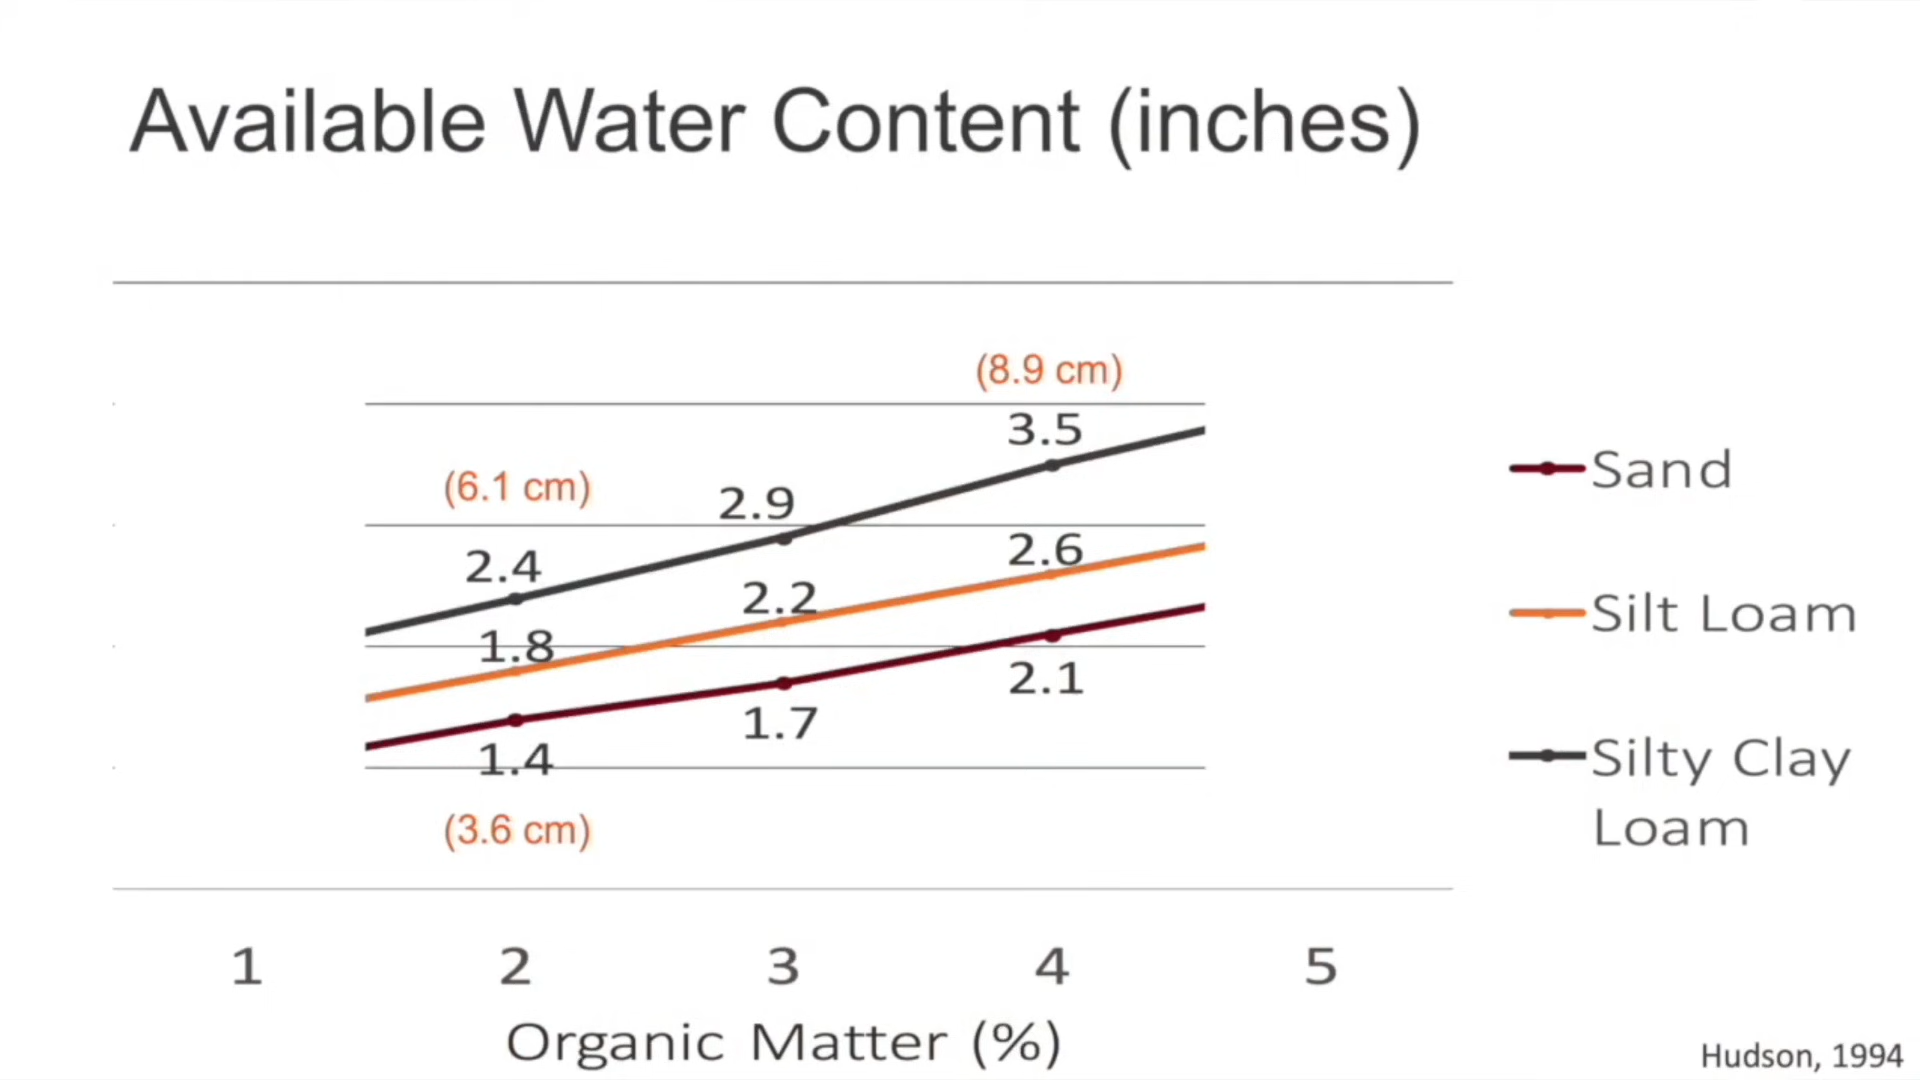 Available Water Content (inches)
(8.9 cm)
3.5
(6.1 cm)
2.9
2.4
2.6
2.2
1.8
2.1
1.7
1.4
(3.6 cm)
Sand
Silt Loam
Silty Clay
Loam
1 2 3 4 5
Organic Matter (%)
Hudson, 1994